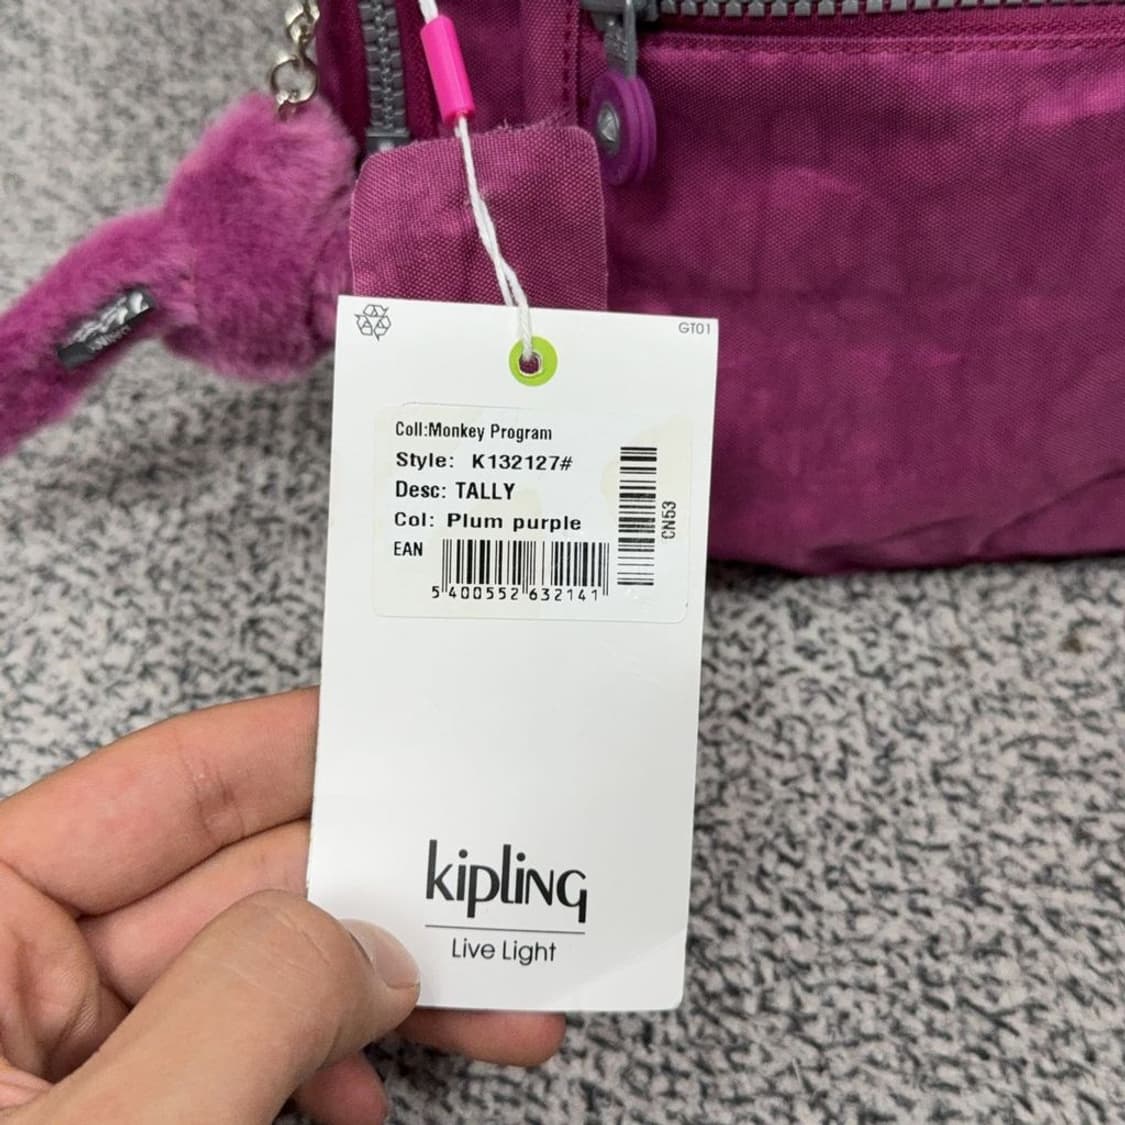 GT01
Coll:Monkey Program
Style: K132127#
Desc: TALLY
Col: Plum purple
EAN
5 400552 632141
CN53
kipling
Live Light